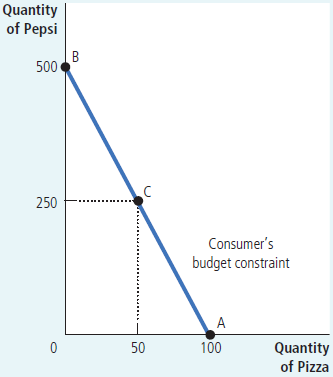 Quantity
of Pepsi
B
500
C
250
Consumer's
budget constraint
A
0 50 100 Quantity
of Pizza